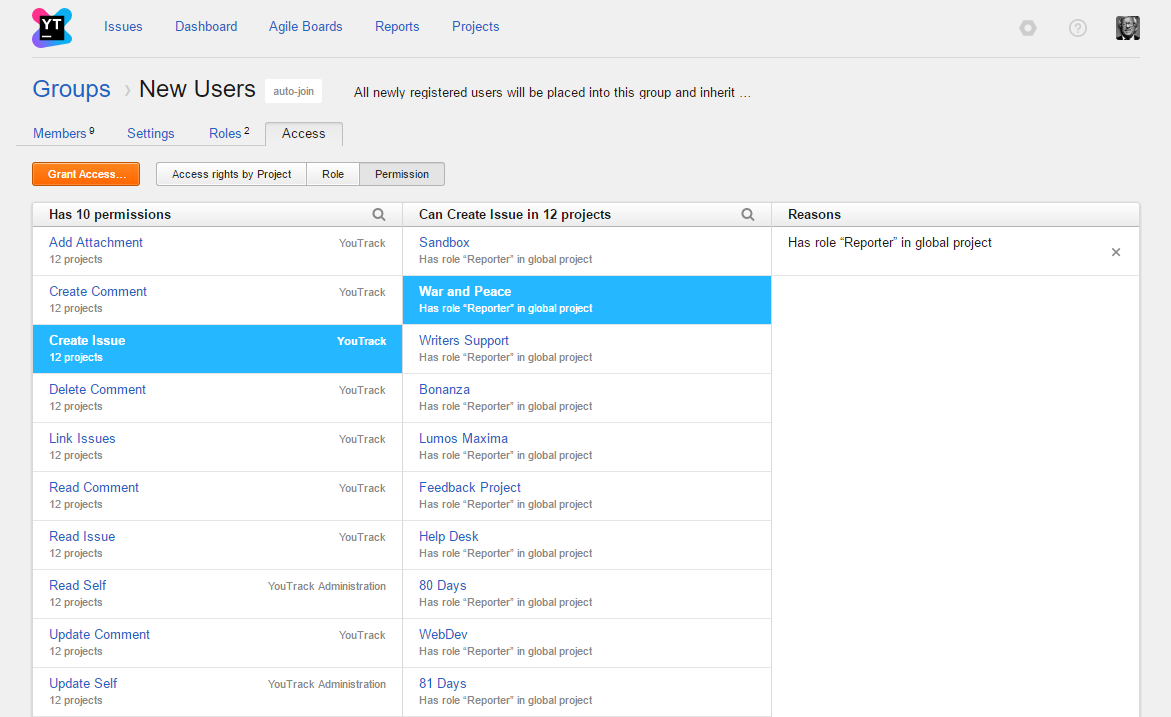 YT
Issues Dashboard Agile Boards Reports Projects
Groups › New Users auto-join All newly registered users will be placed into this group and inherit …
Members 9 Settings Roles 2 Access
Grant Access... Access rights by Project Role Permission
Has 10 permissions Can Create Issue in 12 projects Reasons
Add Attachment YouTrack
12 projects
Create Comment YouTrack
12 projects
Create Issue YouTrack
12 projects
Delete Comment YouTrack
12 projects
Link Issues YouTrack
12 projects
Read Comment YouTrack
12 projects
Read Issue YouTrack
12 projects
Read Self YouTrack Administration
12 projects
Update Comment YouTrack
12 projects
Update Self YouTrack Administration
12 projects
Sandbox
Has role “Reporter” in global project
War and Peace
Has role “Reporter” in global project
Writers Support
Has role “Reporter” in global project
Bonanza
Has role “Reporter” in global project
Lumos Maxima
Has role “Reporter” in global project
Feedback Project
Has role “Reporter” in global project
Help Desk
Has role “Reporter” in global project
80 Days
Has role “Reporter” in global project
WebDev
Has role “Reporter” in global project
81 Days
Has role “Reporter” in global project
Has role “Reporter” in global project